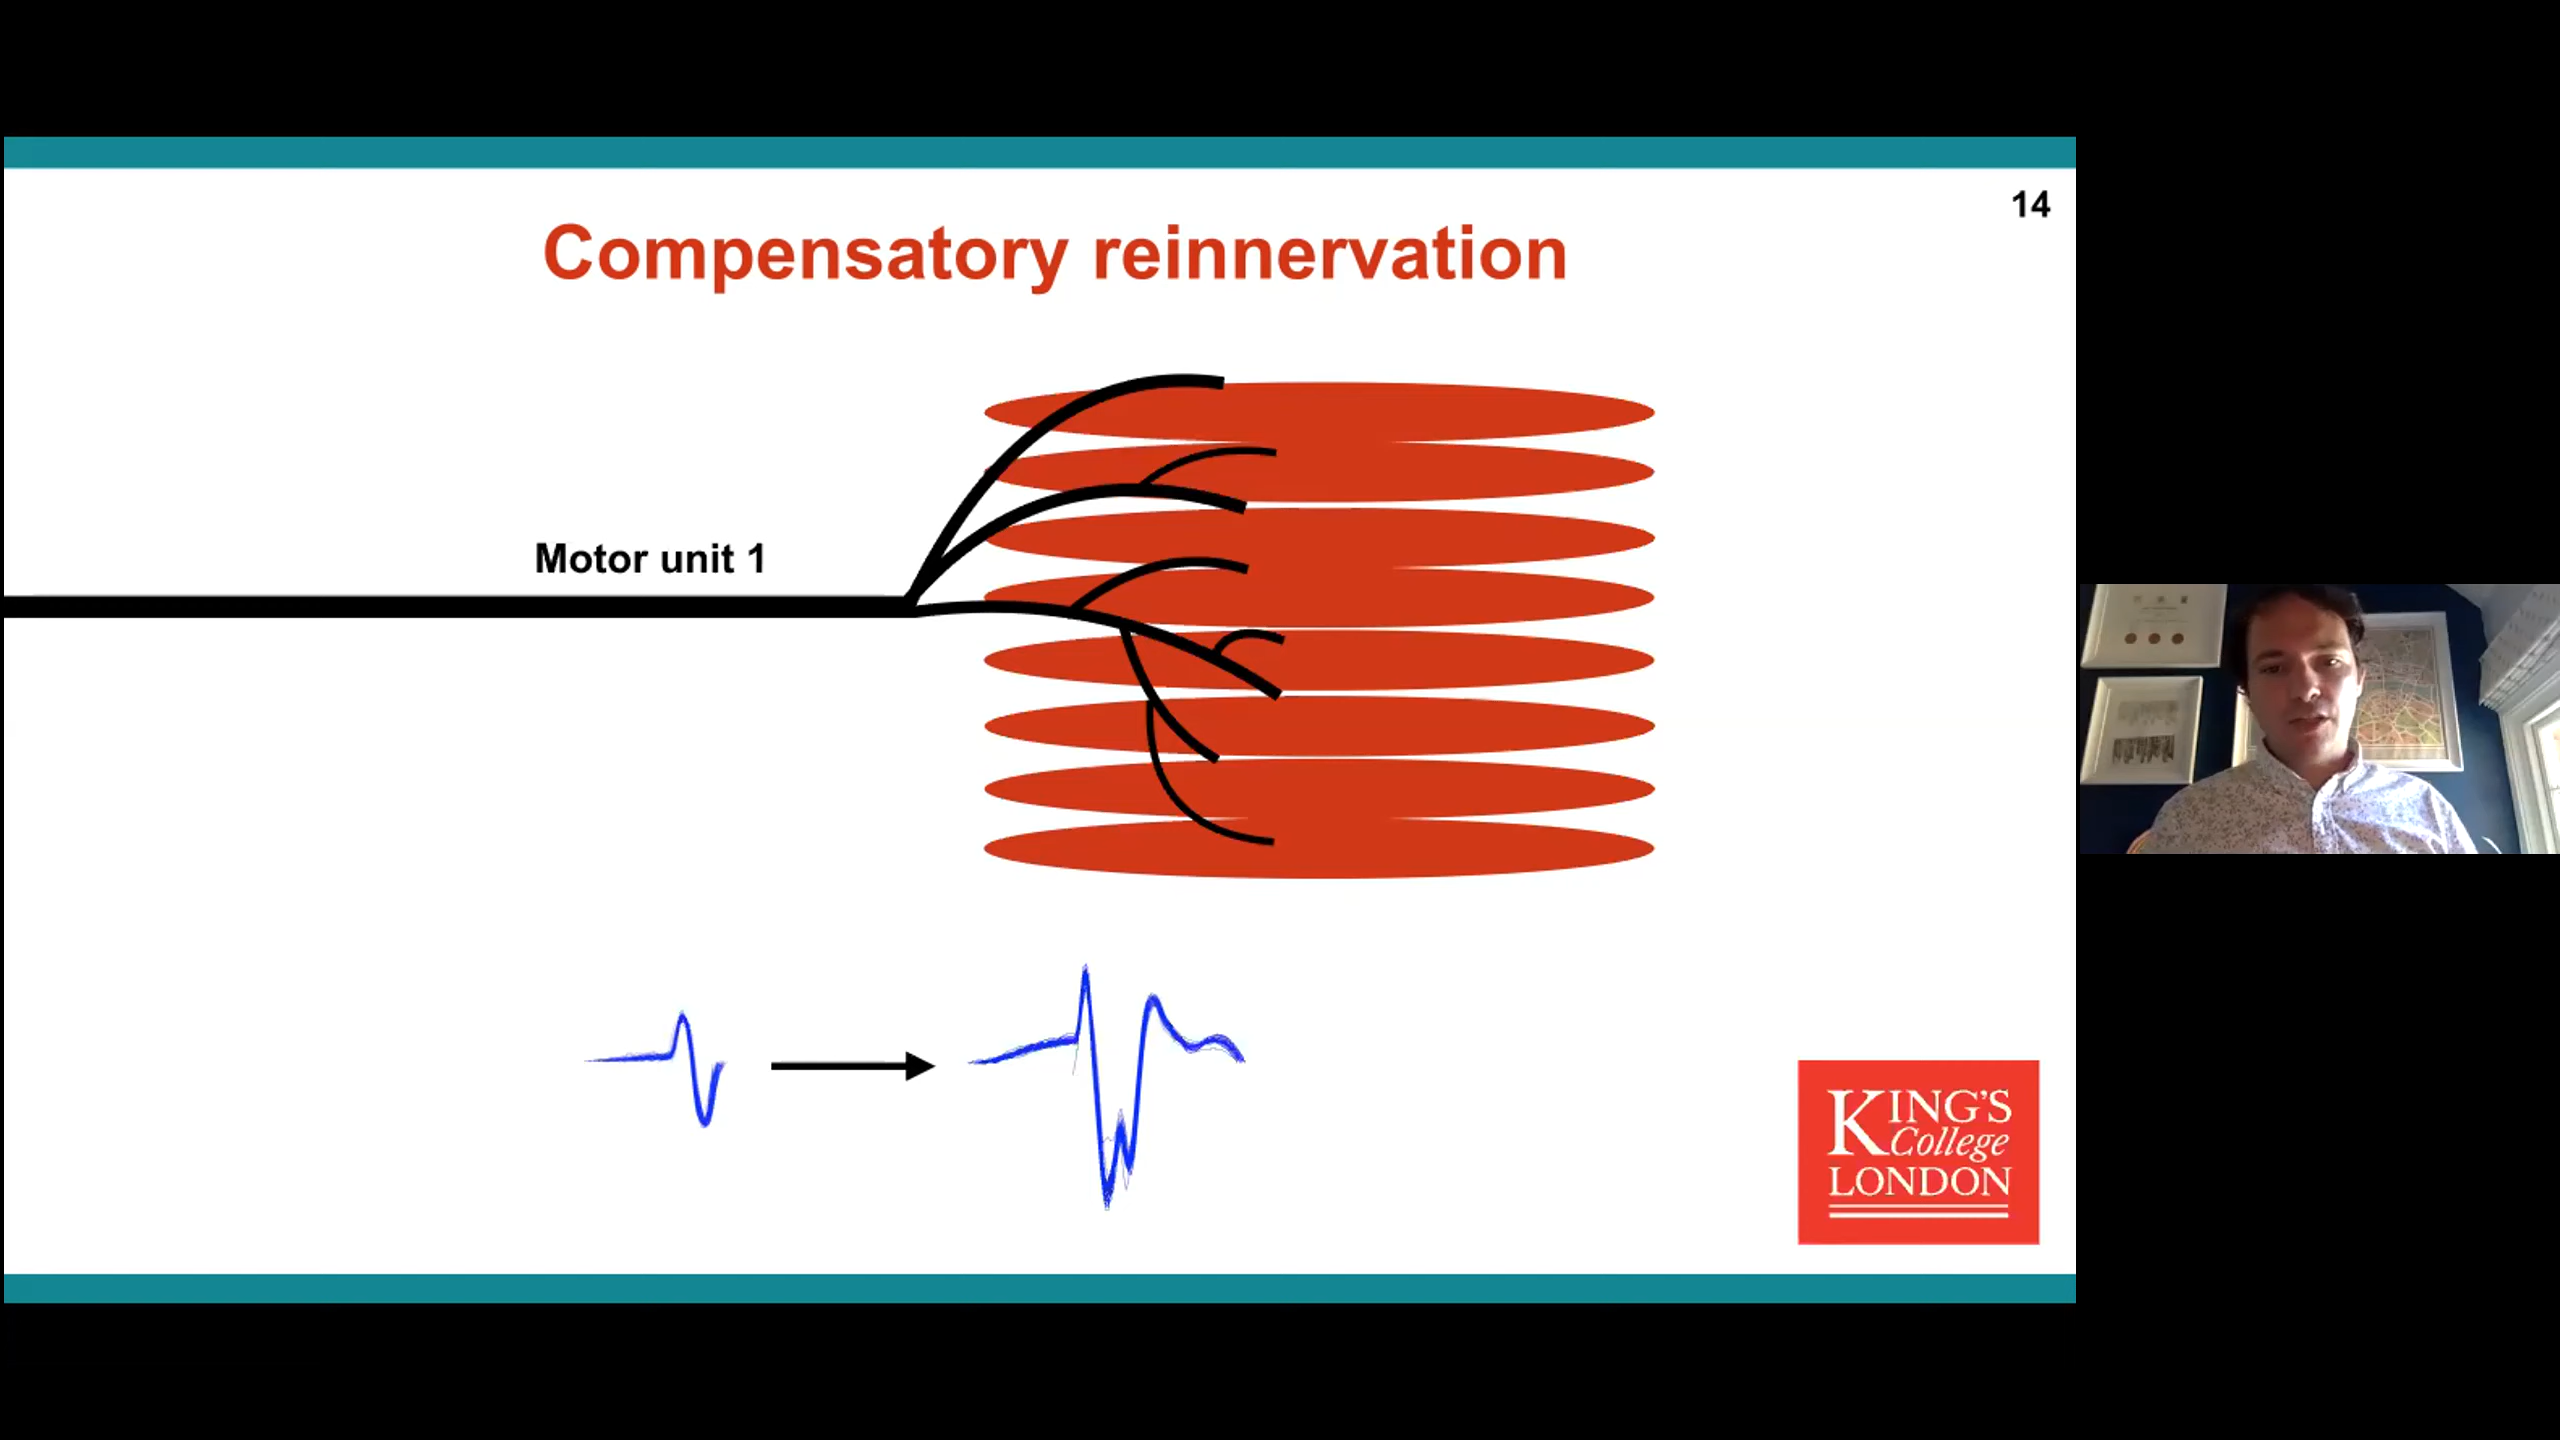 14
Compensatory reinnervation
Motor unit 1
KING'S
College
LONDON